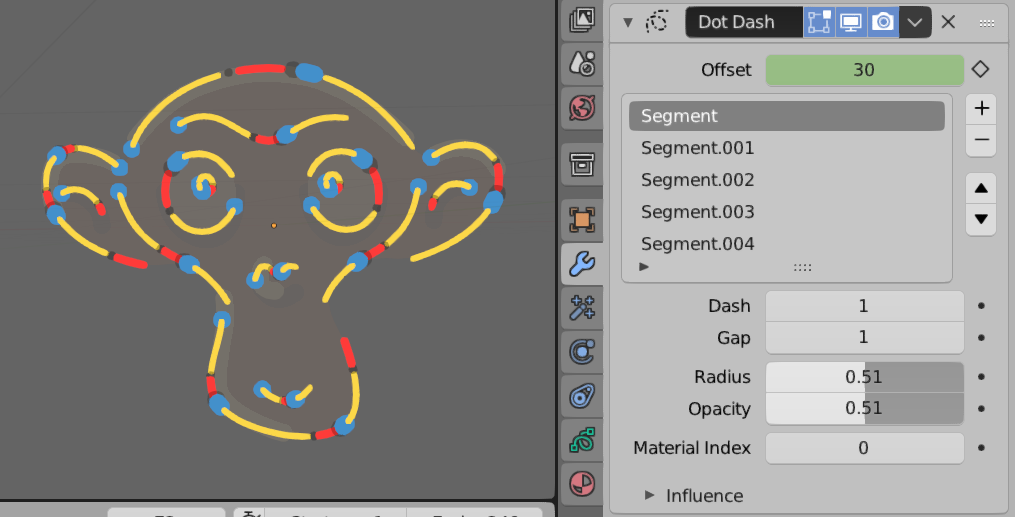 Dot Dash
Offset 30
Segment
Segment.001
Segment.002
Segment.003
Segment.004
Dash 1
Gap 1
Radius 0.51
Opacity 0.51
Material Index 0
Influence